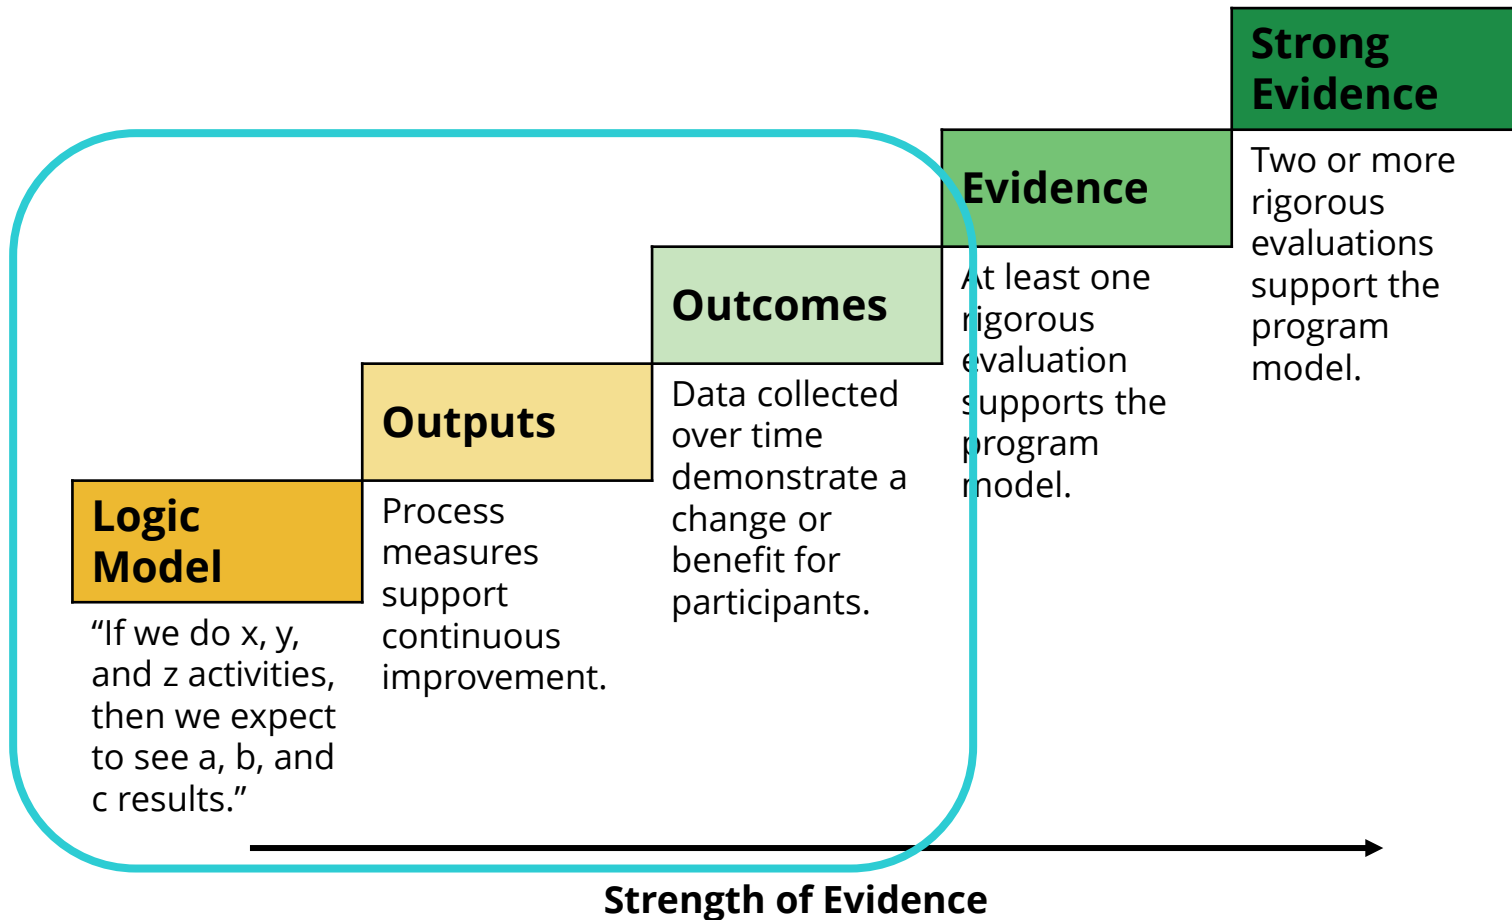 Logic
Model
“If we do x, y,
and z activities,
then we expect
to see a, b, and
c results.”
Outputs
Process
measures
support
continuous
improvement.
Outcomes
Data collected
over time
demonstrate a
change or
benefit for
participants.
Evidence
At least one
rigorous
evaluation
supports the
program
model.
Strong
Evidence
Two or more
rigorous
evaluations
support the
program
model.
Strength of Evidence